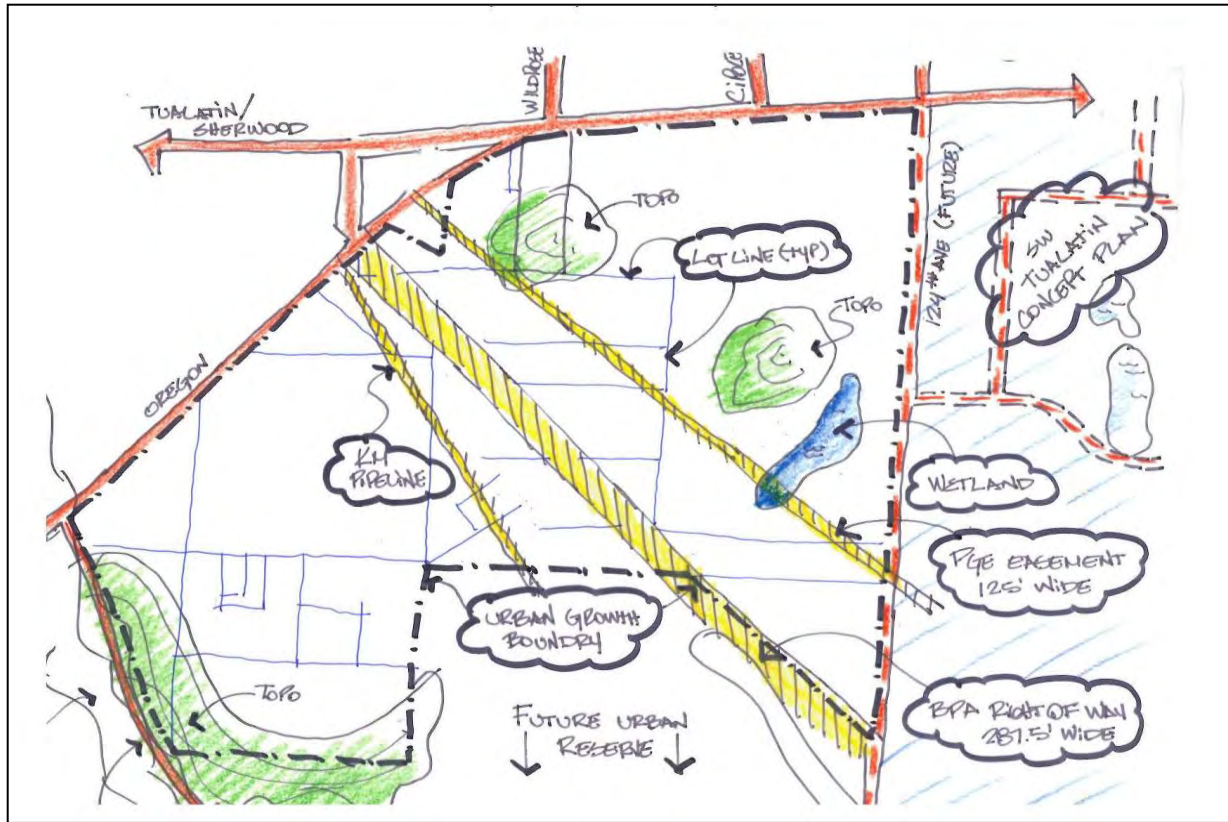 TUALATIN/
SHERWOOD
WILDROSE
CIPOLE
124TH AVE (FUTURE)
TOPO
LOT LINE (TYP)
SW
TUALATIN
CONCEPT PLAN
TOPO
OREGON
KM
PIPELINE
WETLAND
PGE EASEMENT
125' WIDE
URBAN GROWTH
BOUNDRY
TOPO
FUTURE URBAN
RESERVE
BPA RIGHT OF WAY
287.5' WIDE